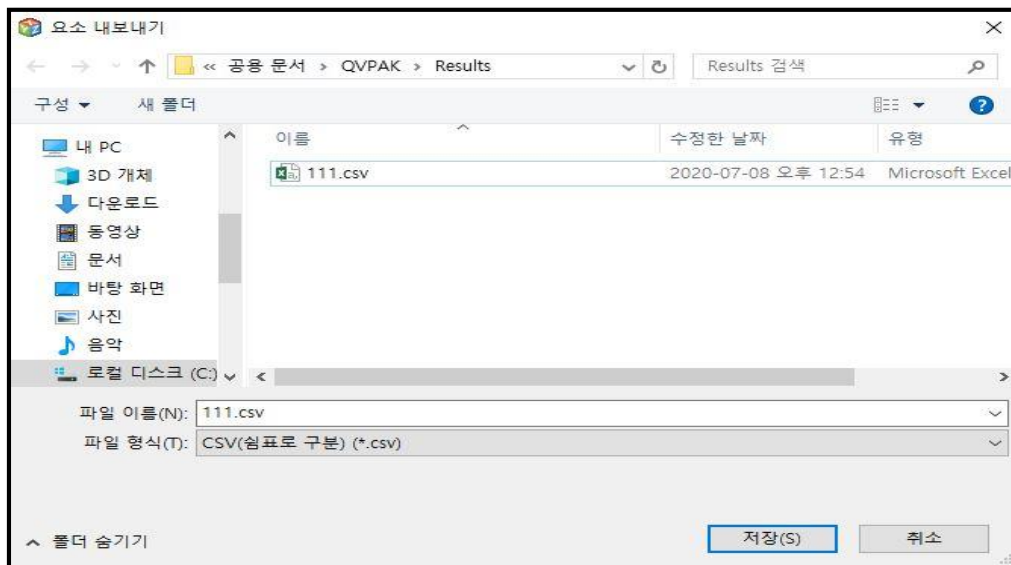 요소 내보내기
« 공용 문서 › QVPAK › Results
Results 검색
구성
새 폴더
내 PC
3D 개체
다운로드
동영상
문서
바탕 화면
사진
음악
로컬 디스크 (C:)
이름
수정한 날짜
유형
111.csv
2020-07-08 오후 12:54
Microsoft Excel
파일 이름(N): 111.csv
파일 형식(T): CSV(쉼표로 구분) (*.csv)
폴더 숨기기
저장(S)
취소